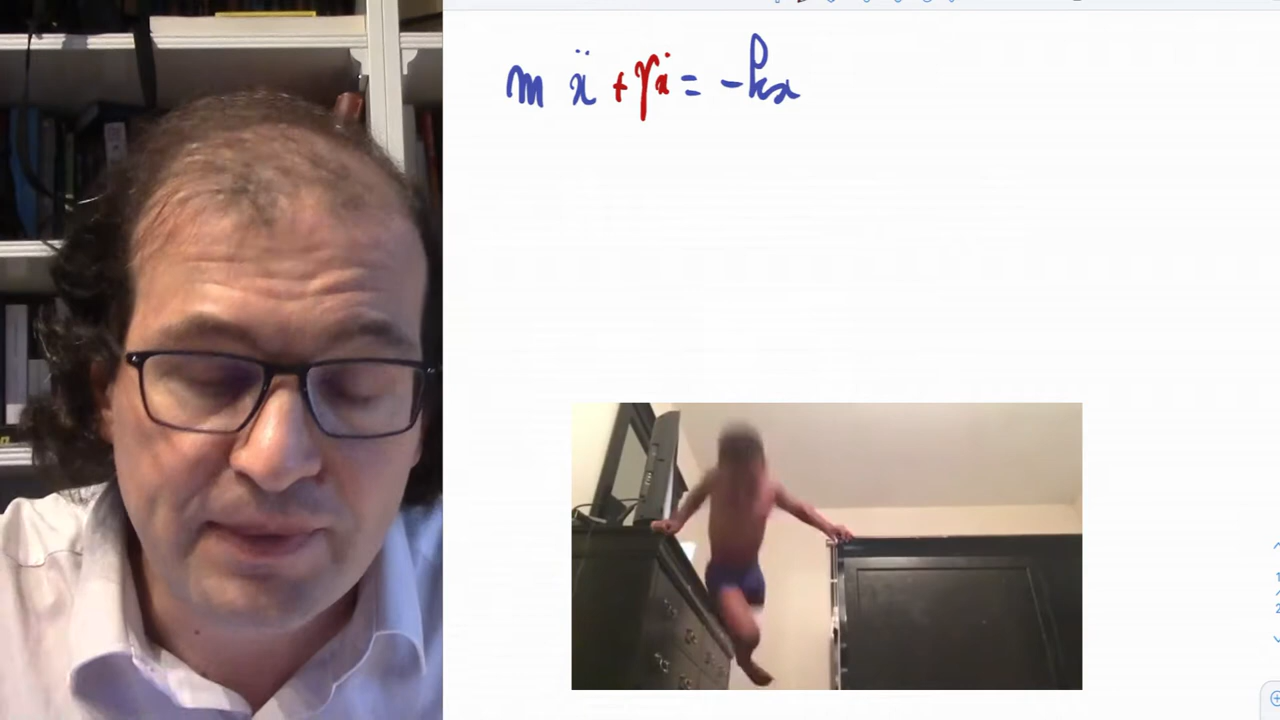 m ẍ + γẋ = -kx